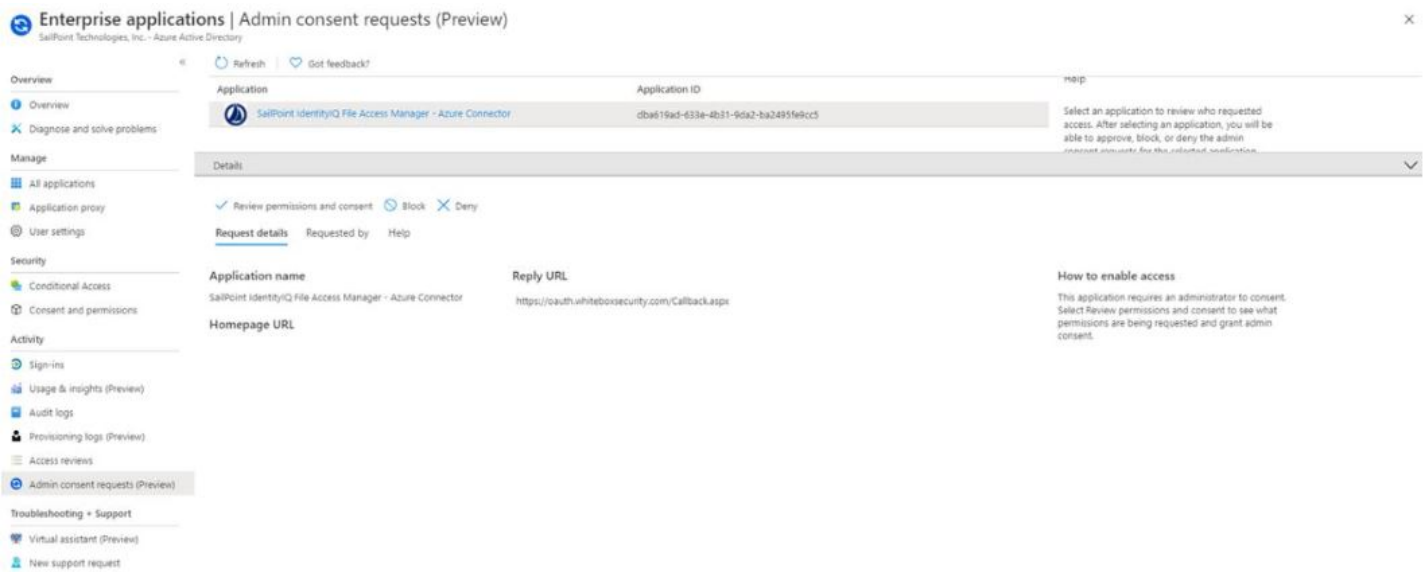 Enterprise applications | Admin consent requests (Preview)
SailPoint Technologies, Inc. - Azure Active Directory
Overview
Overview
Diagnose and solve problems
Manage
All applications
Application proxy
User settings
Security
Conditional Access
Consent and permissions
Activity
Sign-ins
Usage & insights (Preview)
Audit logs
Provisioning logs (Preview)
Access reviews
Admin consent requests (Preview)
Troubleshooting + Support
Virtual assistant (Preview)
New support request
Refresh
Got feedback?
Application
Application ID
SailPoint IdentityIQ File Access Manager - Azure Connector
dba619ad-633e-4b31-9da2-ba2495fe9cc5
Help
Select an application to review who requested
access. After selecting an application, you will be
able to approve, block, or deny the admin
consent requests for the selected application
Details
Review permissions and consent
Block
Deny
Request details
Requested by
Help
Application name
SailPoint IdentityIQ File Access Manager - Azure Connector
Homepage URL
Reply URL
https://oauth.whiteboxsecurity.com/Callback.aspx
How to enable access
This application requires an administrator to consent.
Select Review permissions and consent to see what
permissions are being requested and grant admin
consent.